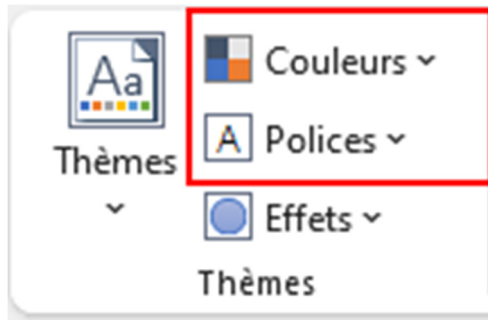 Aa
Thèmes
Couleurs
A Polices
Effets
Thèmes